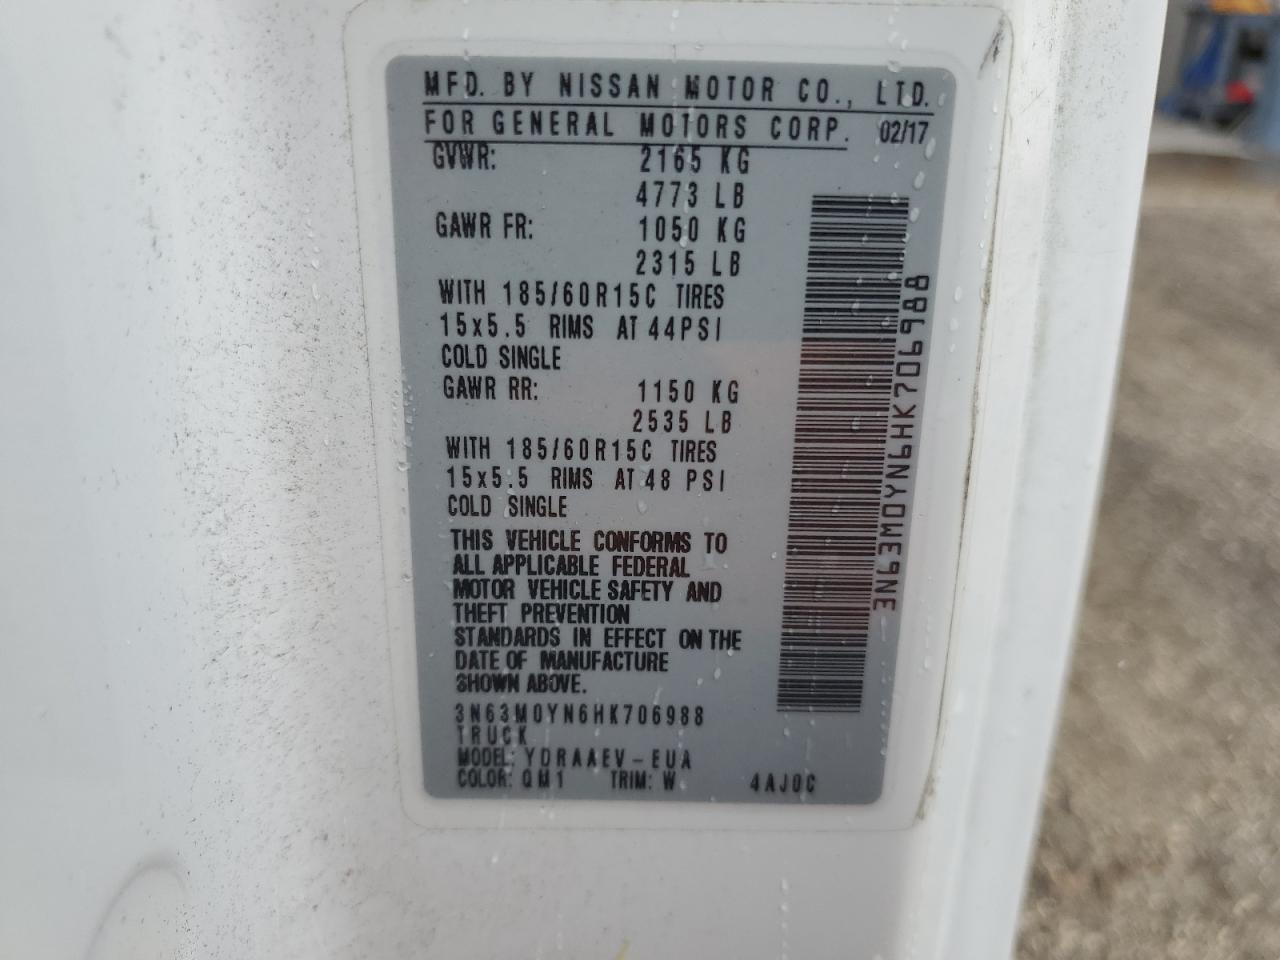 MFD. BY NISSAN MOTOR CO., LTD.
FOR GENERAL MOTORS CORP. 02/17
GVWR: 2165 KG
4773 LB
GAWR FR: 1050 KG
2315 LB
WITH 185/60R15C TIRES
15x5.5 RIMS AT 44PSI
COLD SINGLE
GAWR RR: 1150 KG
2535 LB
WITH 185/60R15C TIRES
15x5.5 RIMS AT 48 PSI
COLD SINGLE
THIS VEHICLE CONFORMS TO
ALL APPLICABLE FEDERAL
MOTOR VEHICLE SAFETY AND
THEFT PREVENTION
STANDARDS IN EFFECT ON THE
DATE OF MANUFACTURE
SHOWN ABOVE.
3N63M0YN6HK706988
TRUCK
MODEL: YDRAAEV-EUA
COLOR: QM1 TRIM: W 4AJ0C
3N63M0YN6HK706988